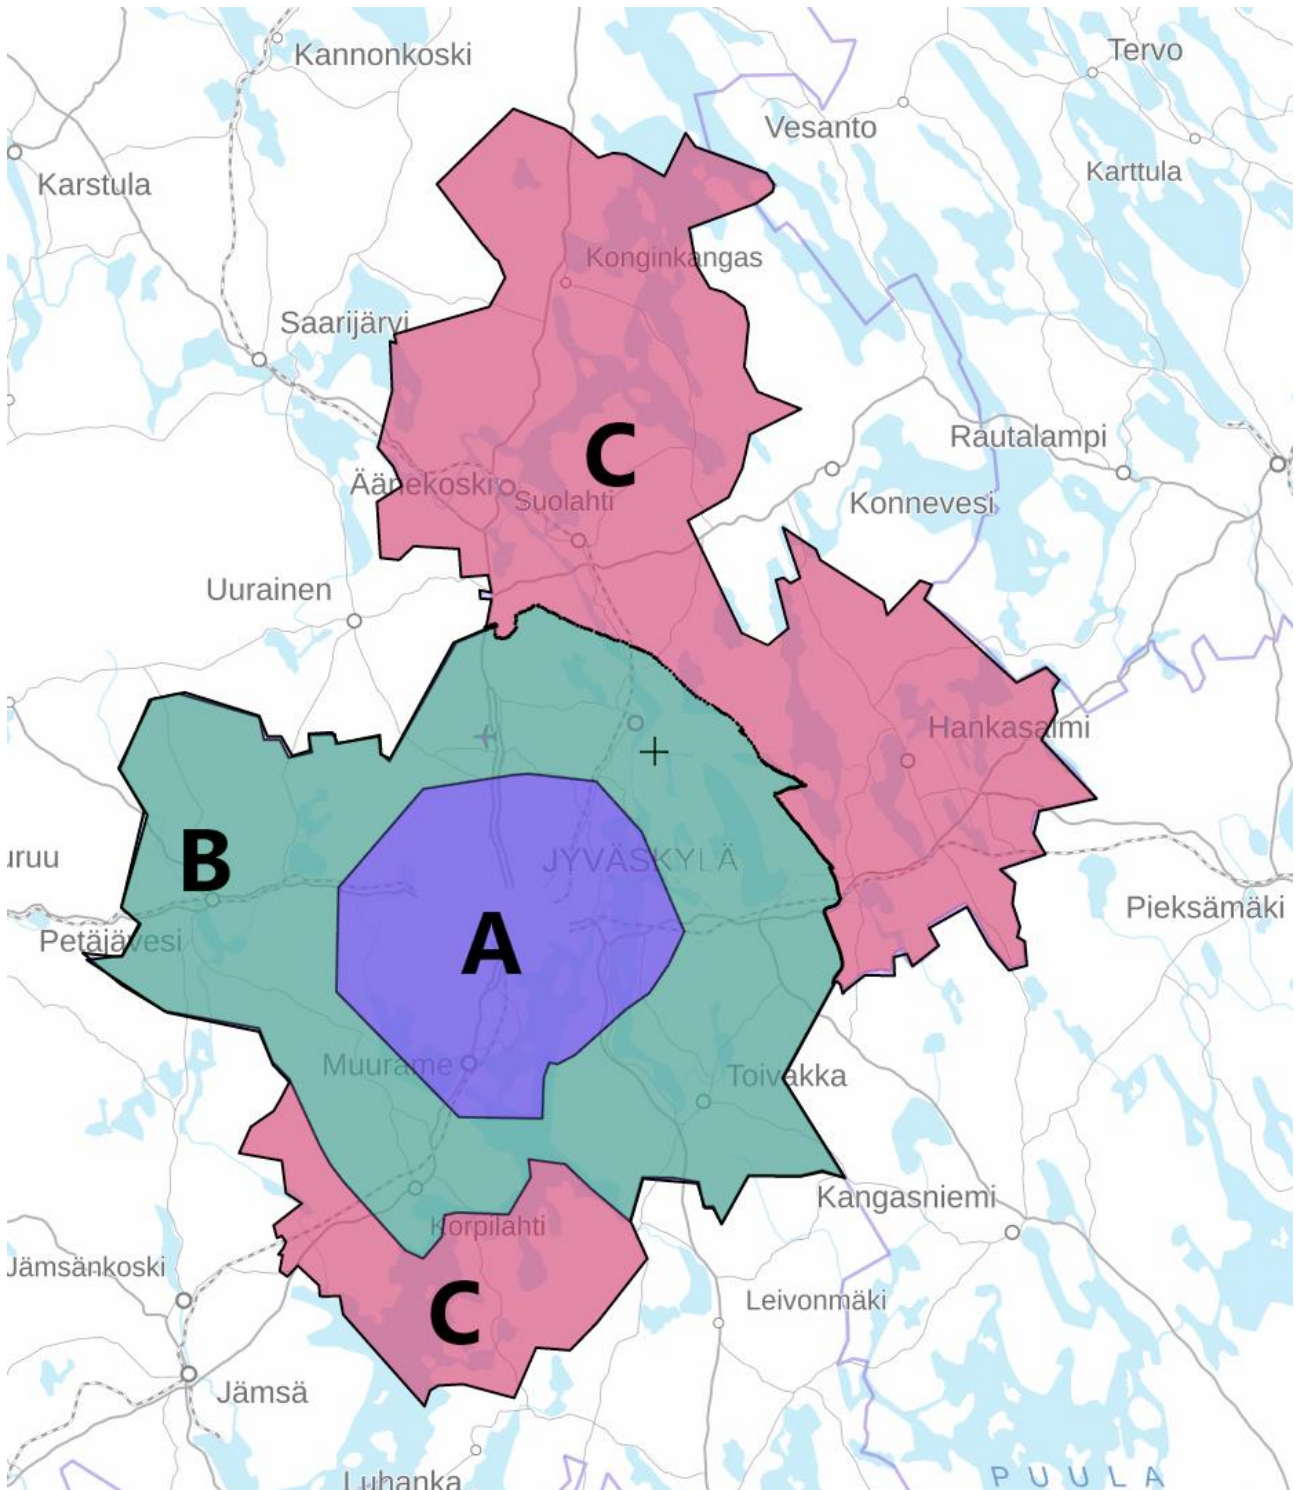 Kannonkoski
Tervo
Vesanto
Karttula
Karstula
Konginkangas
Saarijärvi
C
Rautalampi
Äänekoski
Suolahti
Konnevesi
Uurainen
Hankasalmi
B
JYVÄSKYLÄ
uruu
Pieksämäki
Petäjävesi
A
Muurame
Toivakka
Kangasniemi
Korpilahti
Jämsänkoski
Leivonmäki
C
Jämsä
Luhanka
PUULA